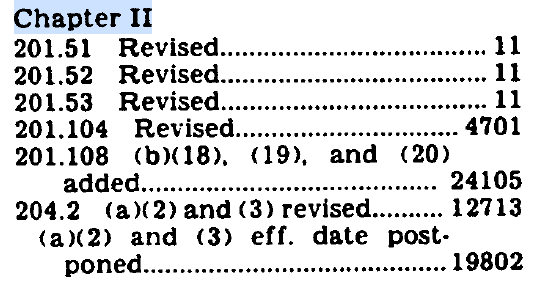 Chapter II
201.51 Revised.................................... 11
201.52 Revised.................................... 11
201.53 Revised.................................... 11
201.104 Revised.............................. 4701
201.108 (b)(18), (19), and (20)
added........................................ 24105
204.2 (a)(2) and (3) revised.......... 12713
(a)(2) and (3) eff. date post-
poned......................................... 19802